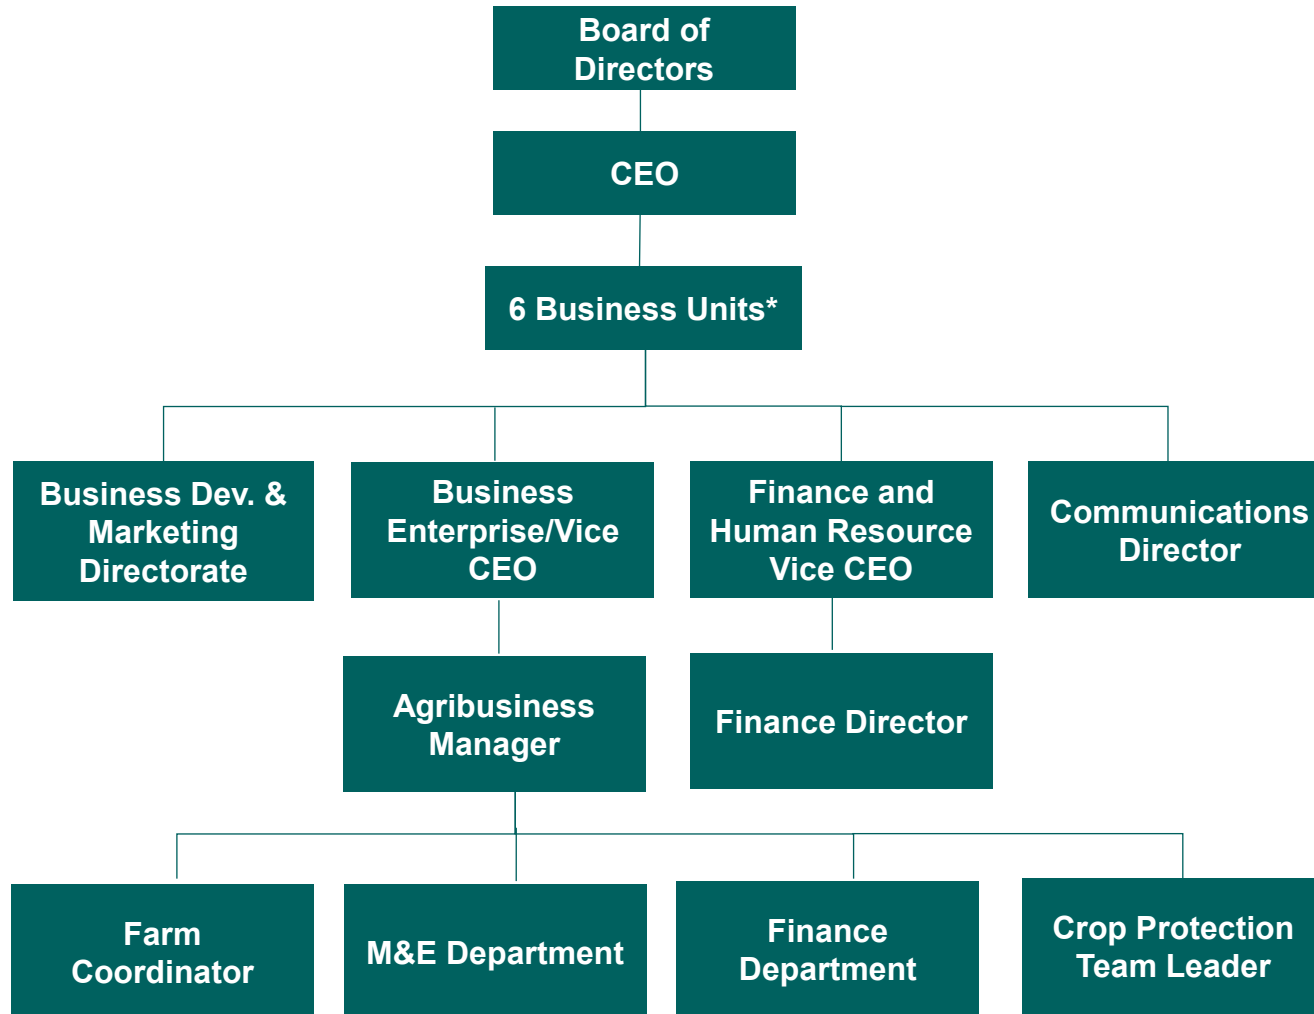 Board of
Directors
CEO
6 Business Units*
Business Dev. &
Marketing
Directorate
Business
Enterprise/Vice
CEO
Finance and
Human Resource
Vice CEO
Communications
Director
Agribusiness
Manager
Finance Director
Farm
Coordinator
M&E Department
Finance
Department
Crop Protection
Team Leader